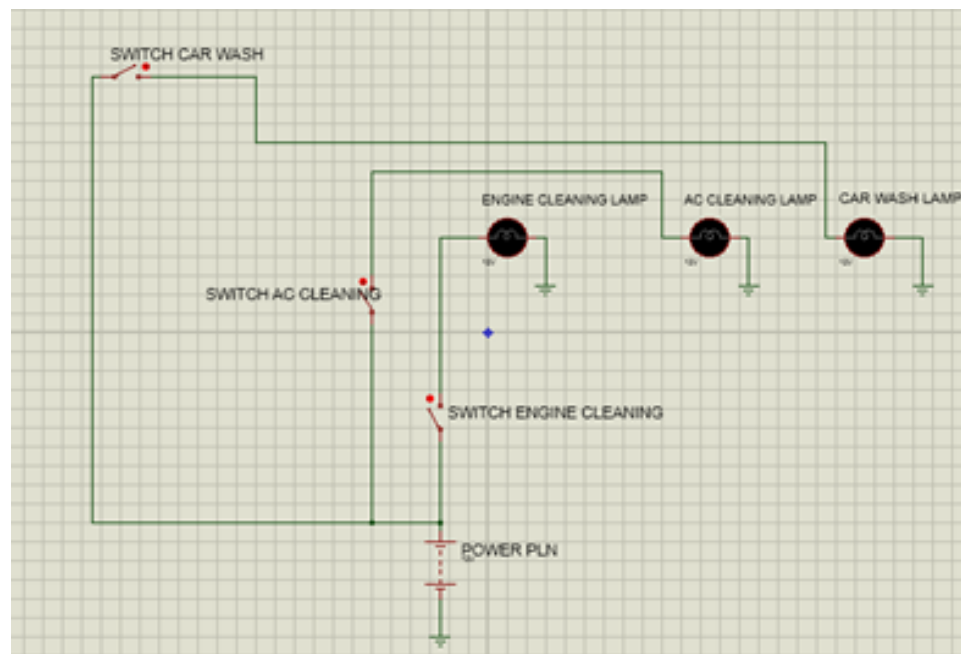 SWITCH CAR WASH
ENGINE CLEANING LAMP
AC CLEANING LAMP
CAR WASH LAMP
SWITCH AC CLEANING
SWITCH ENGINE CLEANING
POWER PLN